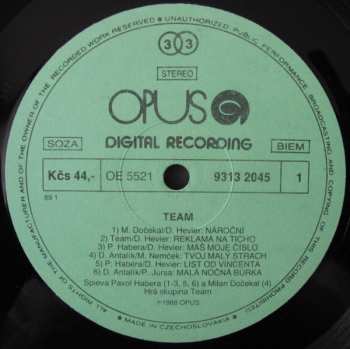 ALL RIGHTS OF THE MANUFACTURER AND OF THE OWNER OF THE RECORDED WORK RESERVED • UNAUTHORIZED PUBLIC PERFORMANCE, BROADCASTING AND COPYING OF THIS RECORD PROHIBITED • MADE IN CZECHOSLOVAKIA
33
STEREO
OPUS
SOZA DIGITAL RECORDING BIEM
Kčs 44,- OE 5521 9313 2045 1
89 1
TEAM
1) M. Dočekal/D. Hevier: NÁROČNÍ
2) Team/D. Hevier: REKLAMA NA TICHO
3) P. Habera/D. Hevier: MÁŠ MOJE ČÍSLO
4) D. Antalík/M. Nemček: TVOJ MALÝ STRACH
5) P. Habera/D. Hevier: LIST OD VINCENTA
6) D. Antalík/P. Jursa: MALÁ NOČNÁ BÚRKA
Spieva Pavol Habera (1-3, 5, 6) a Milan Dočekal (4)
Hrá skupina Team
℗ 1988 OPUS